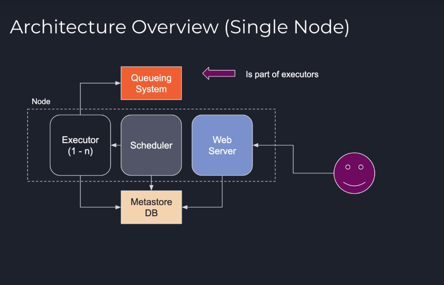 Architecture Overview (Single Node)
Queueing
System
Is part of executors
Node
Executor
(1 - n)
Scheduler
Web
Server
Metastore
DB